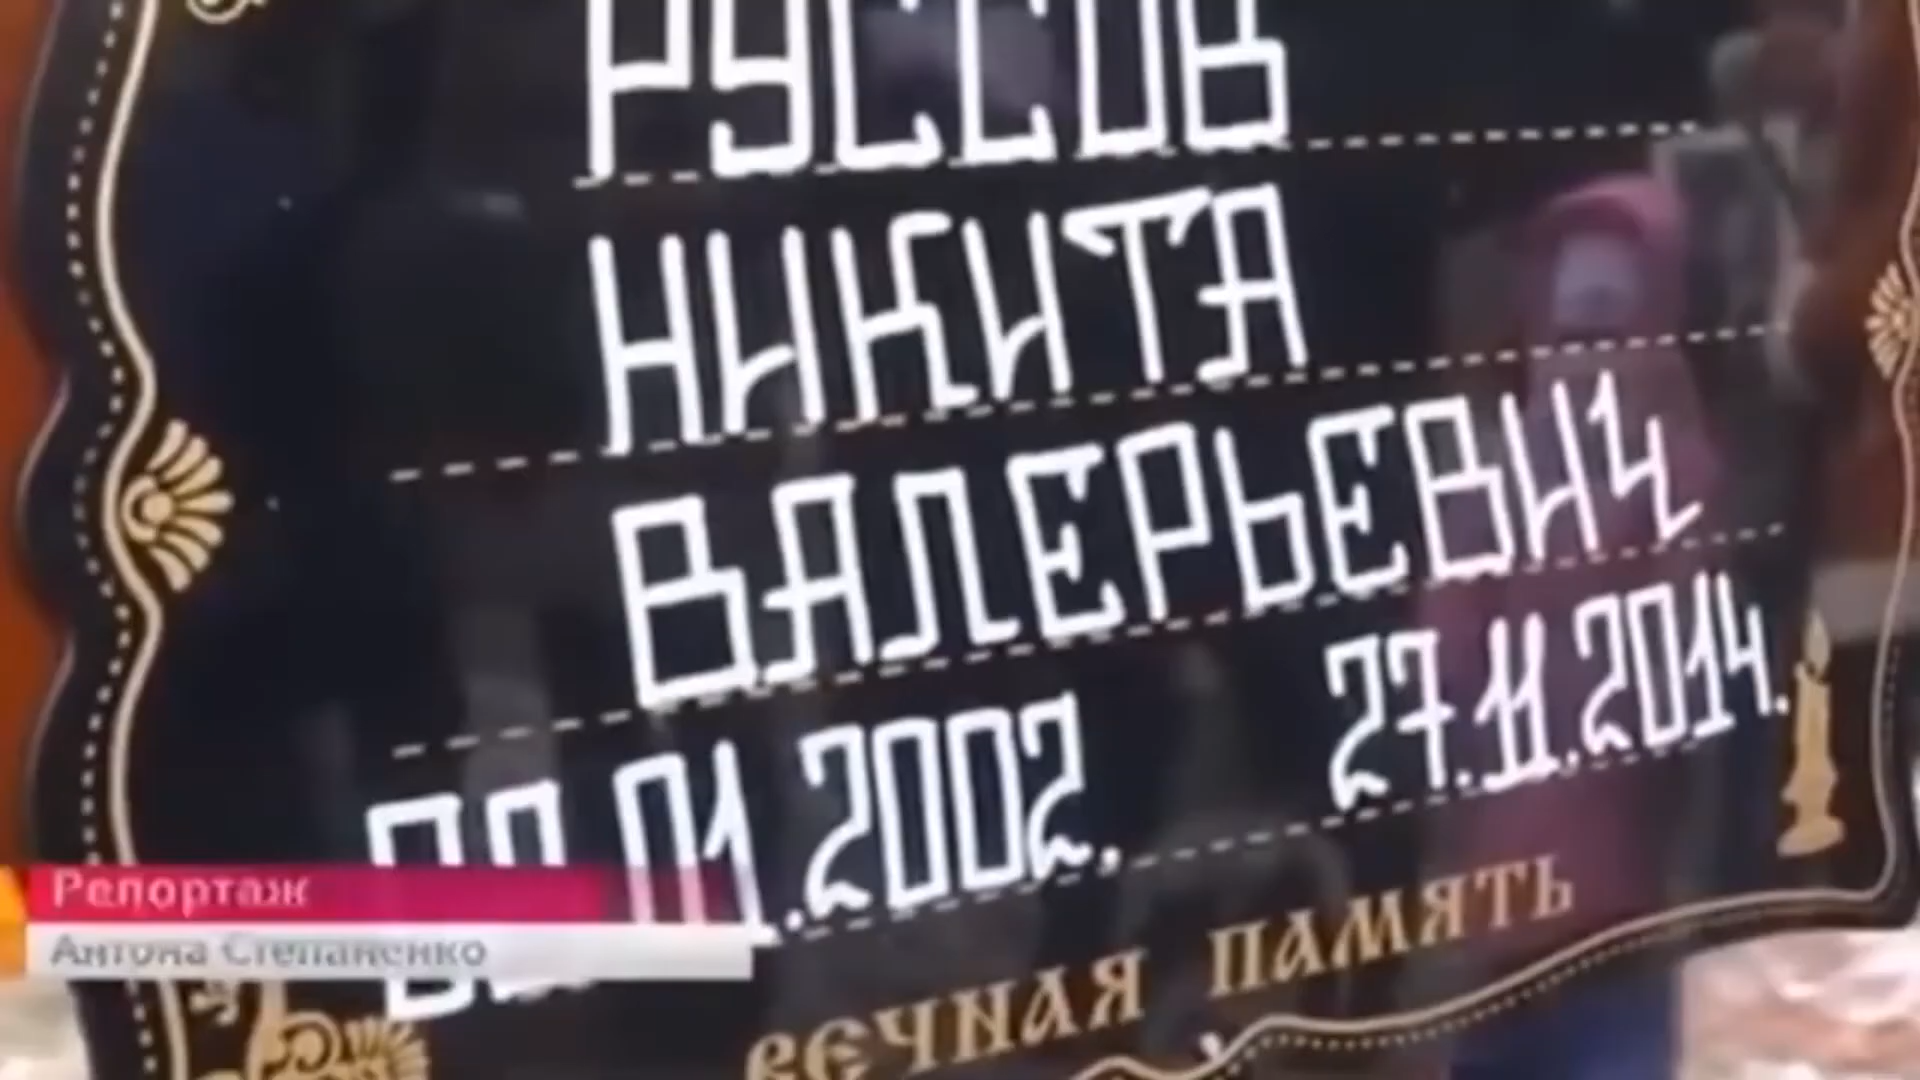 РУССОВ
НИКИТА
ВАЛЕРЬЕВИЧ
01.2002. 27.11.2014.
ВЕЧНАЯ ПАМЯТЬ
Репортаж
Антона Степаненко